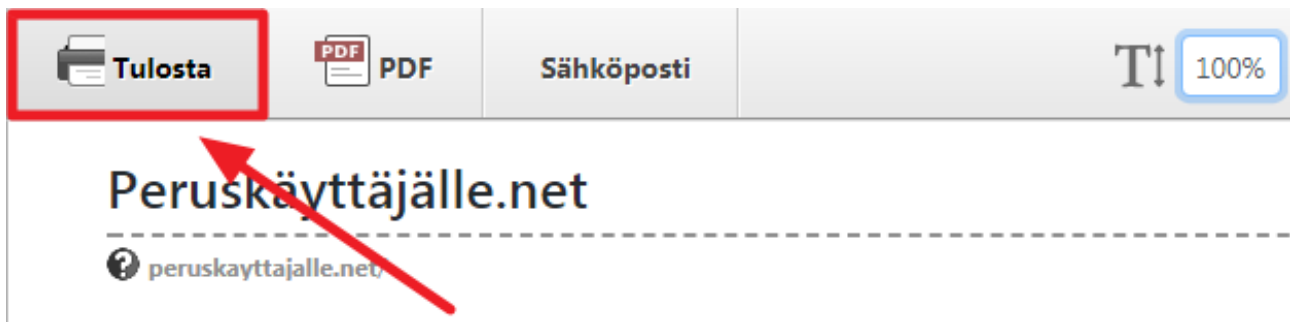 Tulosta PDF PDF Sähköposti T 100%
Peruskäyttäjälle.net
peruskayttajalle.net/